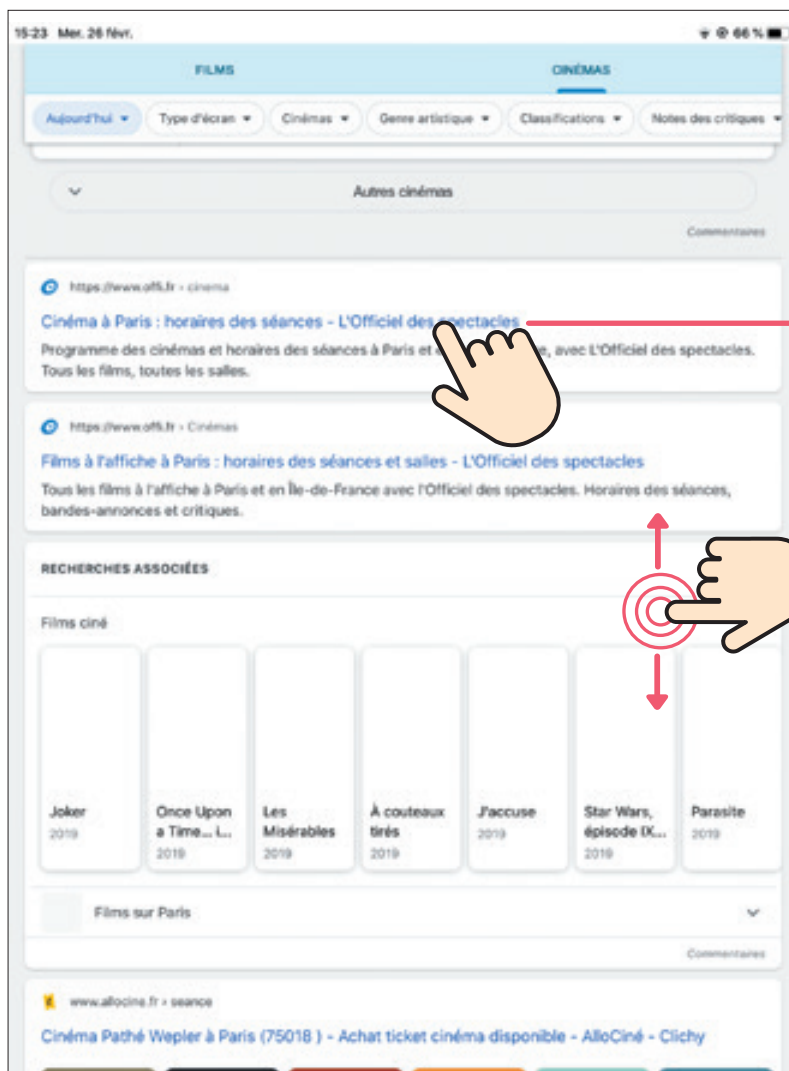 15:23 Mer. 26 févr. 66 %
FILMS CINÉMAS
Aujourd'hui Type d'écran Cinémas Genre artistique Classifications Notes des critiques
Autres cinémas
Commentaires
https://www.offi.fr › cinema
Cinéma à Paris : horaires des séances - L'Officiel des spectacles
Programme des cinémas et horaires des séances à Paris et e, avec L'Officiel des spectacles.
Tous les films, toutes les salles.
https://www.offi.fr › Cinémas
Films à l'affiche à Paris : horaires des séances et salles - L'Officiel des spectacles
Tous les films à l'affiche à Paris et en Île-de-France avec l'Officiel des spectacles. Horaires des séances,
bandes-annonces et critiques.
RECHERCHES ASSOCIÉES
Films ciné
Joker Once Upon Les À couteaux J'accuse Star Wars, Parasite
2019 a Time... i... Misérables tirés 2019 épisode IX... 2019
2019 2019 2019 2019
Films sur Paris
Commentaires
www.allocine.fr › seance
Cinéma Pathé Wepler à Paris (75018 ) - Achat ticket cinéma disponible - AlloCiné - Clichy